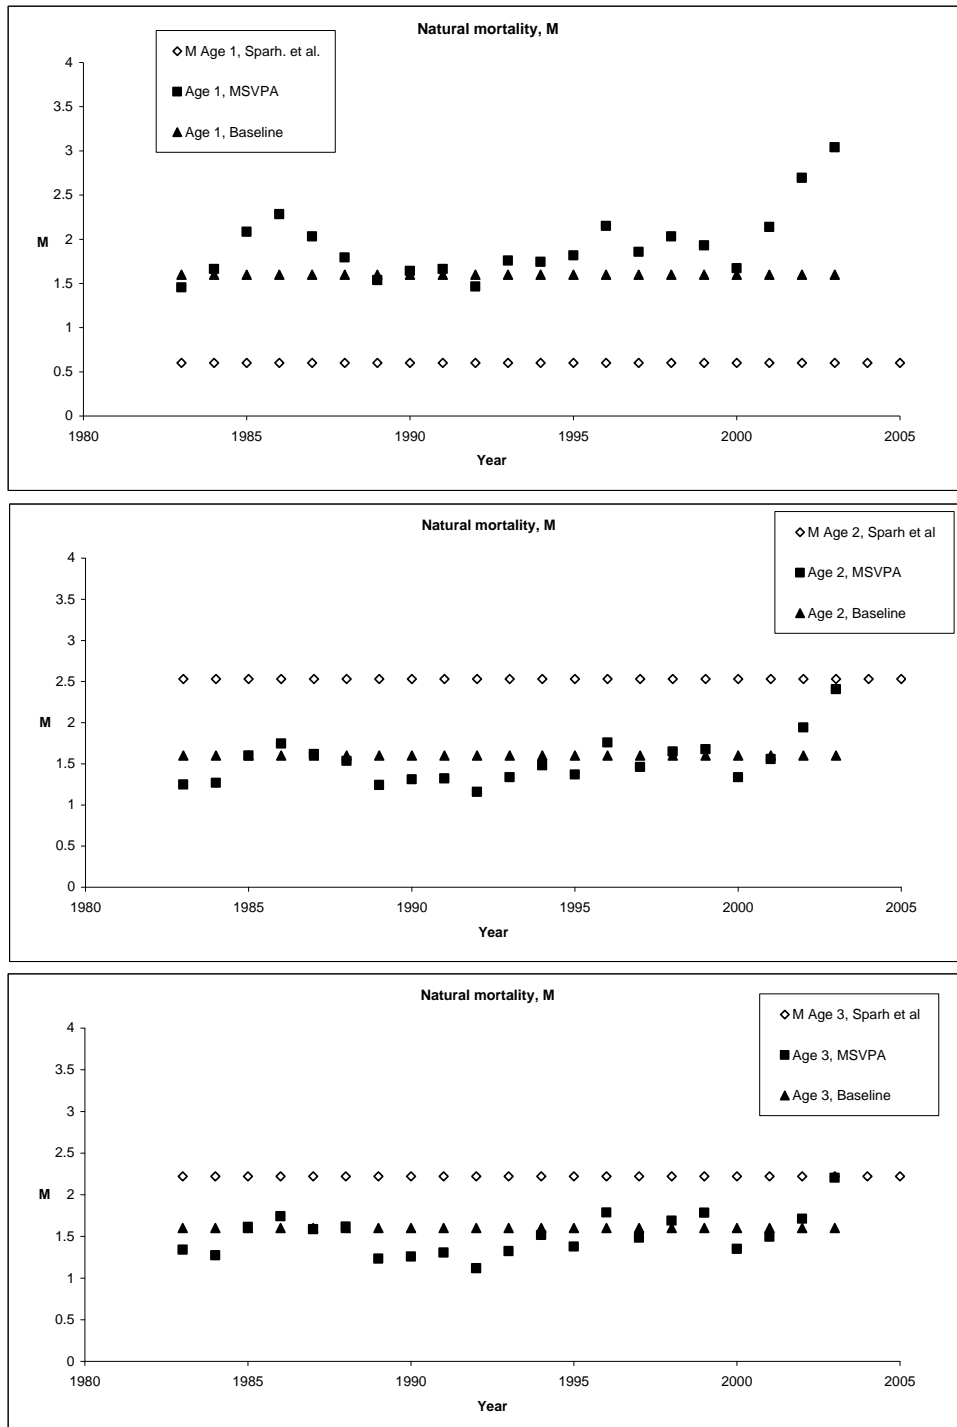 Natural mortality, M
M Age 1, Sparh. et al.
Age 1, MSVPA
Age 1, Baseline
4
3.5
3
2.5
2
M
1.5
1
0.5
0
1980 1985 1990 1995 2000 2005
Year
Natural mortality, M
M Age 2, Sparh et al
Age 2, MSVPA
Age 2, Baseline
4
3.5
3
2.5
2
M
1.5
1
0.5
0
1980 1985 1990 1995 2000 2005
Year
Natural mortality, M
M Age 3, Sparh et al
Age 3, MSVPA
Age 3, Baseline
4
3.5
3
2.5
2
M
1.5
1
0.5
0
1980 1985 1990 1995 2000 2005
Year